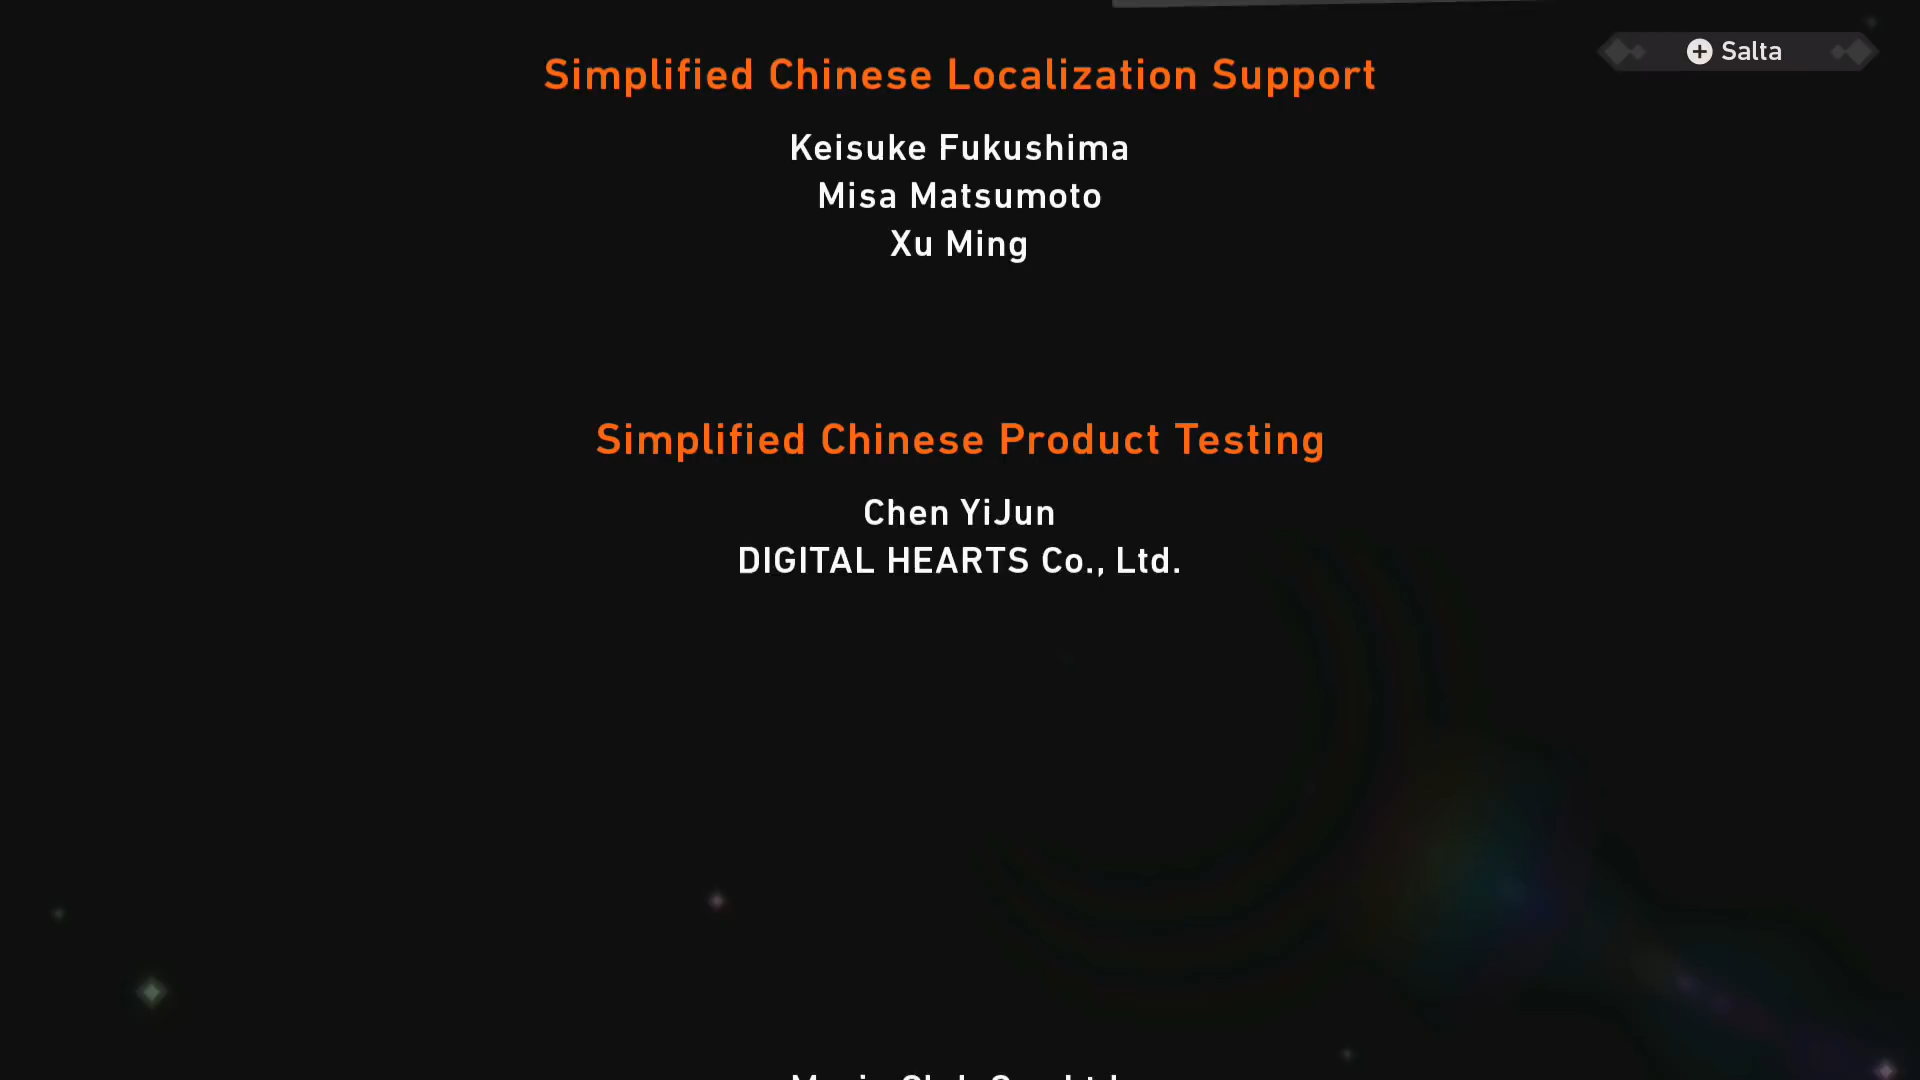 Salta
Simplified Chinese Localization Support
Keisuke Fukushima
Misa Matsumoto
Xu Ming
Simplified Chinese Product Testing
Chen YiJun
DIGITAL HEARTS Co., Ltd.